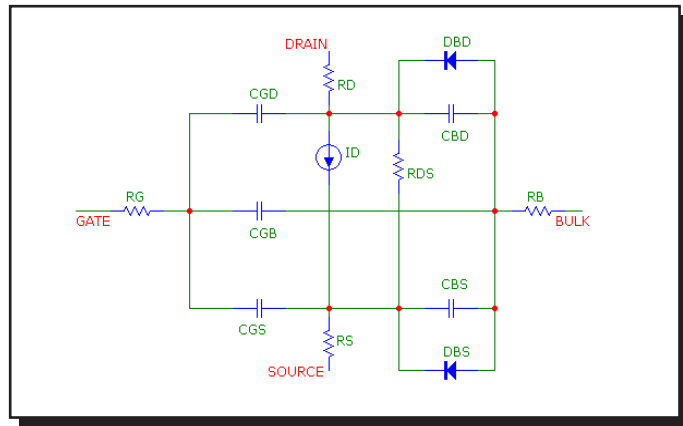 DRAIN
DBD
RD
CGD
CBD
ID
RDS
RG
RB
GATE
BULK
CGB
CBS
CGS
RS
DBS
SOURCE